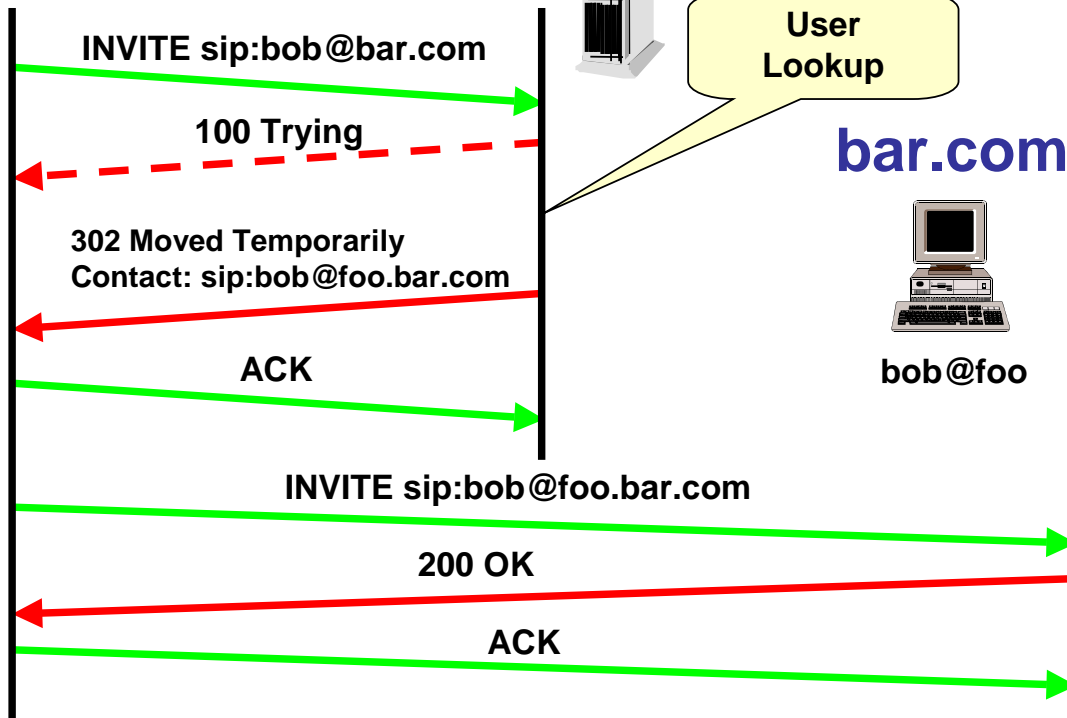 INVITE sip:bob@bar.com
User
Lookup
100 Trying
bar.com
302 Moved Temporarily
Contact: sip:bob@foo.bar.com
ACK
bob@foo
INVITE sip:bob@foo.bar.com
200 OK
ACK